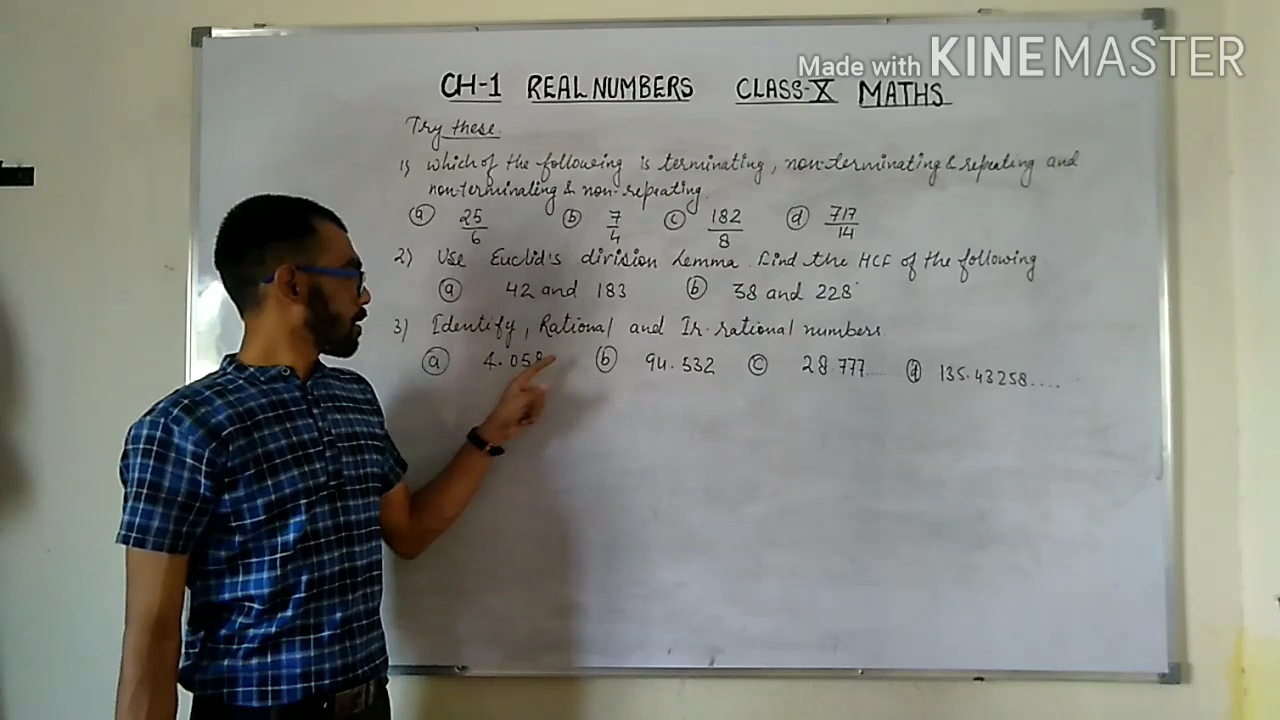 Made with KINEMASTER
CH-1 REAL NUMBERS CLASS-X MATHS
Try these.
1) which of the following is terminating, non-terminating & repeating and
non-terminating & non-repeating.
(a) 25/6 (b) 7/4 (c) 182/8 (d) 717/14
2) Use Euclid's division Lemma. Find the HCF of the following
(a) 42 and 183 (b) 38 and 228
3) Identify, Rational and Ir-rational numbers
(a) 4.058 (b) 94.532 (c) 28.777.... (d) 135.43258....